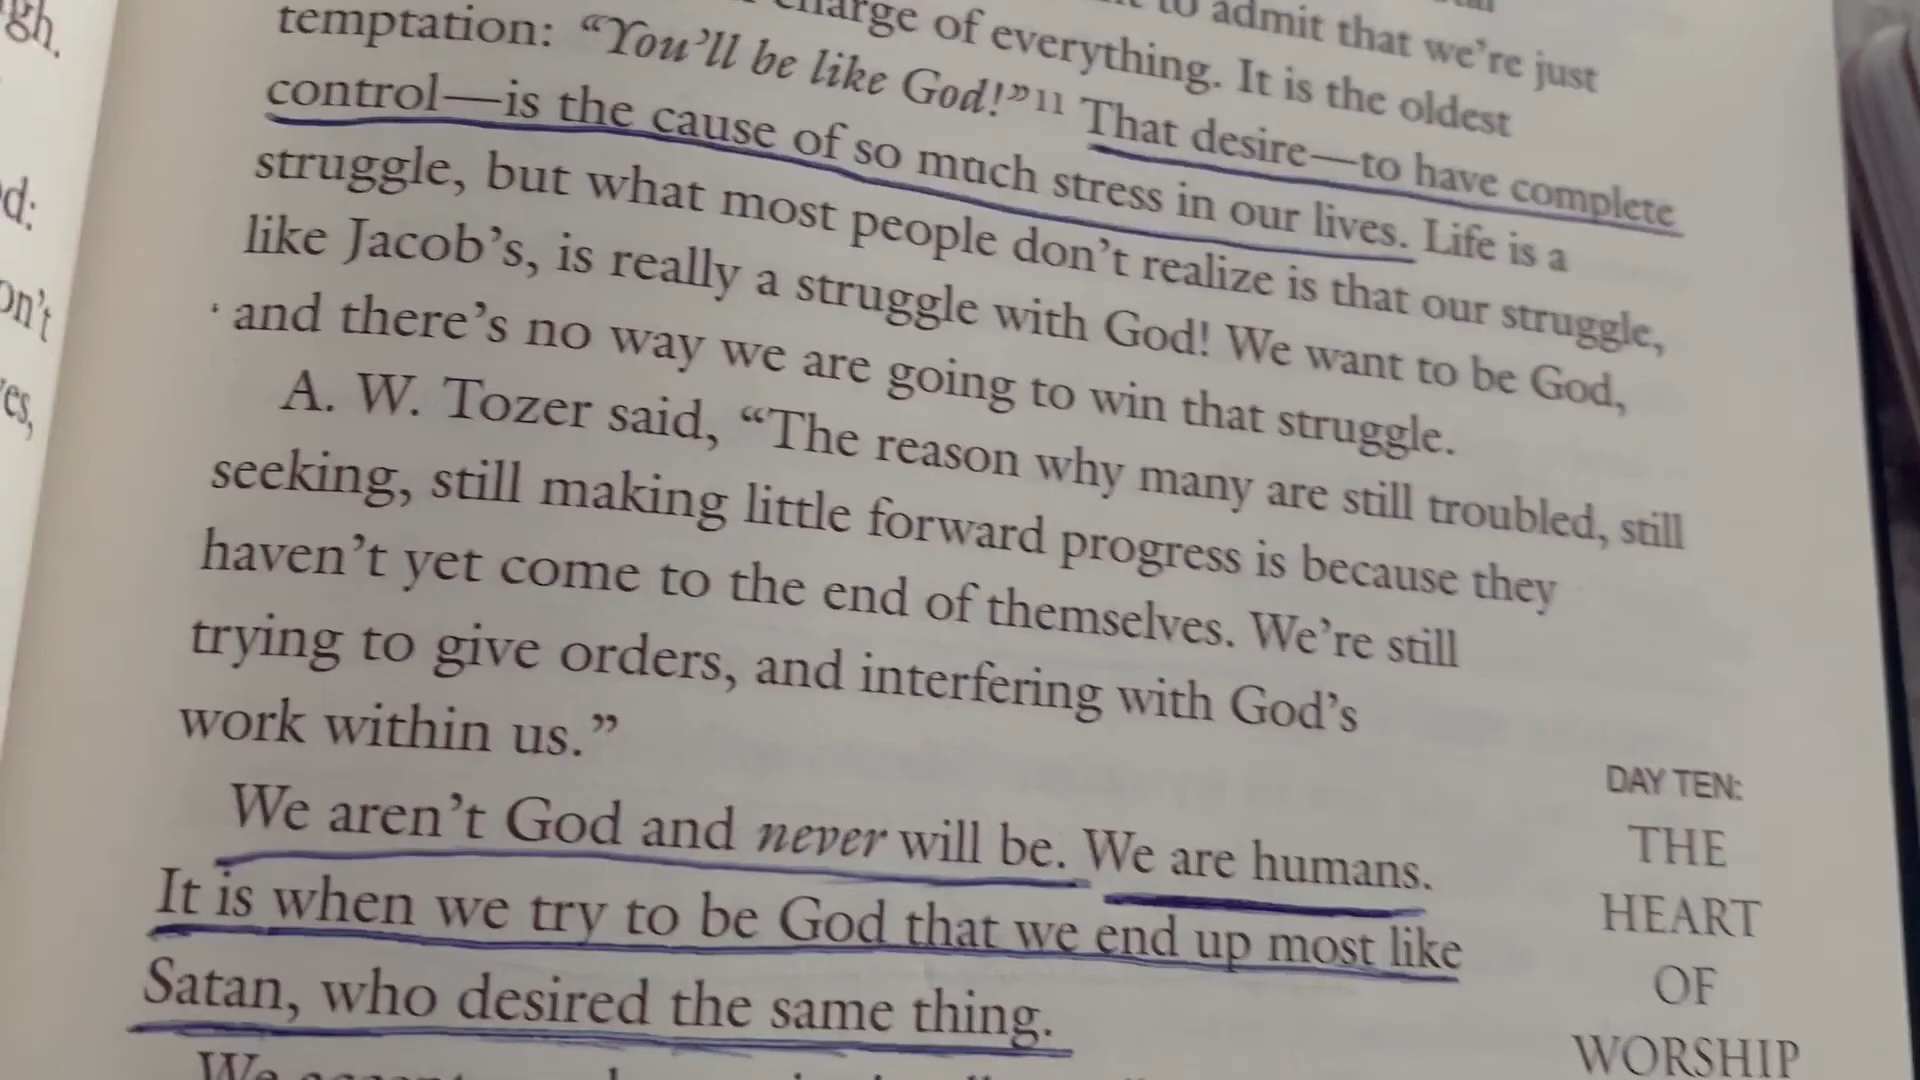 to admit that we're just
charge of everything. It is the oldest
temptation: “You'll be like God!”11 That desire—to have complete
control—is the cause of so much stress in our lives. Life is a
struggle, but what most people don't realize is that our struggle,
like Jacob's, is really a struggle with God! We want to be God,
and there's no way we are going to win that struggle.
A. W. Tozer said, “The reason why many are still troubled, still
seeking, still making little forward progress is because they
haven't yet come to the end of themselves. We're still
trying to give orders, and interfering with God's
work within us.”
We aren't God and never will be. We are humans.
It is when we try to be God that we end up most like
Satan, who desired the same thing.
We
DAY TEN:
THE
HEART
OF
WORSHIP
gh.
d:
on't
es,